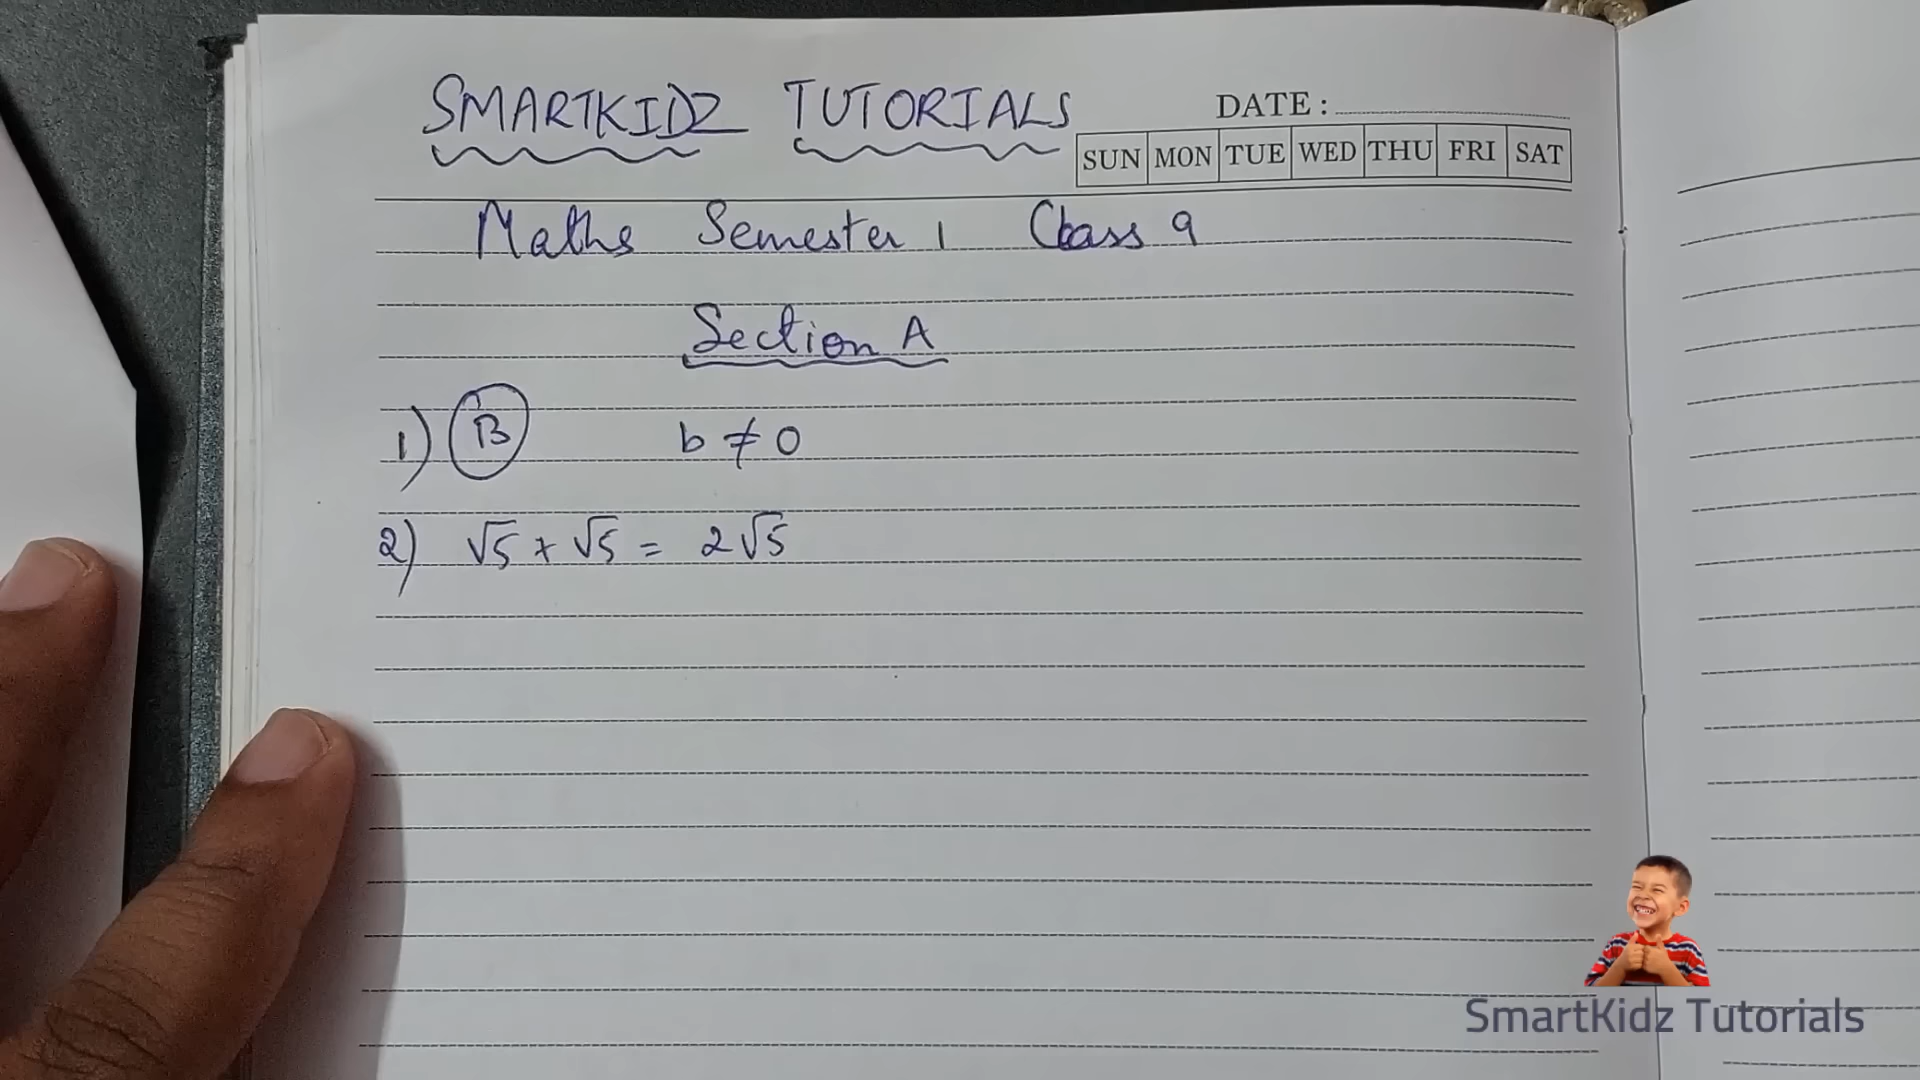 SMARTKIDZ TUTORIALS
DATE :
SUN MON TUE WED THU FRI SAT
Maths Semester 1 Class 9
Section A
1) B b ≠ 0
2) √5 + √5 = 2√5
SmartKidz Tutorials